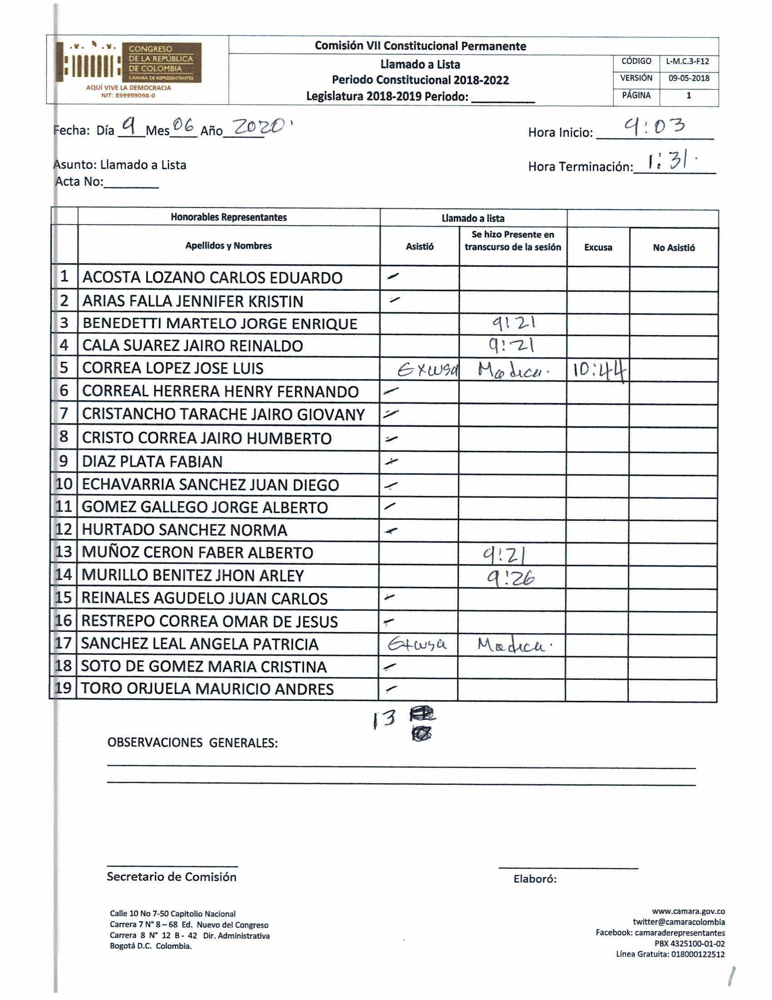 CONGRESO
DE LA REPÚBLICA
DE COLOMBIA
CÁMARA DE REPRESENTANTES
AQUÍ VIVE LA DEMOCRACIA
NIT: 899999098-0
Comisión VII Constitucional Permanente
Llamado a Lista
Periodo Constitucional 2018-2022
Legislatura 2018-2019 Periodo: __________
CÓDIGO L-M.C.3-F12
VERSIÓN 09-05-2018
PÁGINA 1
Fecha: Día 9 Mes 06 Año 2020
Hora Inicio: 9:03
Asunto: Llamado a Lista
Hora Terminación: 1:31.
Acta No:________
Honorables Representantes Llamado a lista
Apellidos y Nombres Asistió Se hizo Presente en transcurso de la sesión Excusa No Asistió
1 ACOSTA LOZANO CARLOS EDUARDO
2 ARIAS FALLA JENNIFER KRISTIN
3 BENEDETTI MARTELO JORGE ENRIQUE 9:21
4 CALA SUAREZ JAIRO REINALDO 9:21
5 CORREA LOPEZ JOSE LUIS Excusa Medica. 10:44
6 CORREAL HERRERA HENRY FERNANDO
7 CRISTANCHO TARACHE JAIRO GIOVANY
8 CRISTO CORREA JAIRO HUMBERTO
9 DIAZ PLATA FABIAN
10 ECHAVARRIA SANCHEZ JUAN DIEGO
11 GOMEZ GALLEGO JORGE ALBERTO
12 HURTADO SANCHEZ NORMA
13 MUÑOZ CERON FABER ALBERTO 9:21
14 MURILLO BENITEZ JHON ARLEY 9:26
15 REINALES AGUDELO JUAN CARLOS
16 RESTREPO CORREA OMAR DE JESUS
17 SANCHEZ LEAL ANGELA PATRICIA Excusa Medica.
18 SOTO DE GOMEZ MARIA CRISTINA
19 TORO ORJUELA MAURICIO ANDRES
13
OBSERVACIONES GENERALES:
Secretario de Comisión
Elaboró:
Calle 10 No 7-50 Capitolio Nacional
Carrera 7 N° 8 – 68 Ed. Nuevo del Congreso
Carrera 8 N° 12 B - 42 Dir. Administrativa
Bogotá D.C. Colombia.
www.camara.gov.co
twitter@camaracolombia
Facebook: camaraderepresentantes
PBX 4325100-01-02
Línea Gratuita: 018000122512
1